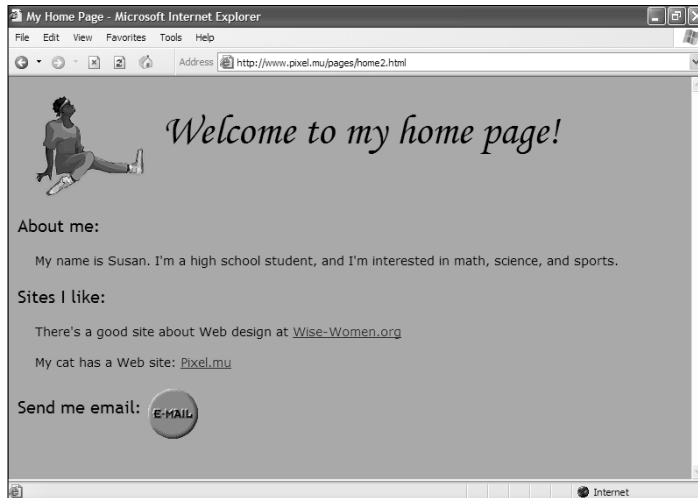 My Home Page - Microsoft Internet Explorer
File Edit View Favorites Tools Help
Address http://www.pixel.mu/pages/home2.html
Welcome to my home page!
About me:
My name is Susan. I'm a high school student, and I'm interested in math, science, and sports.
Sites I like:
There's a good site about Web design at Wise-Women.org
My cat has a Web site: Pixel.mu
Send me email: E-MAIL
Internet